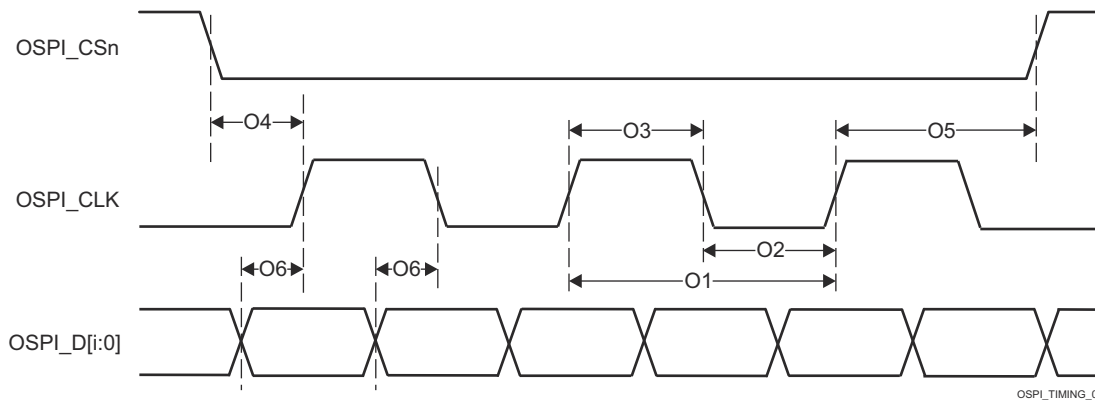 OSPI_CSn
O4
O3
O5
OSPI_CLK
O2
O6
O6
O1
OSPI_D[i:0]